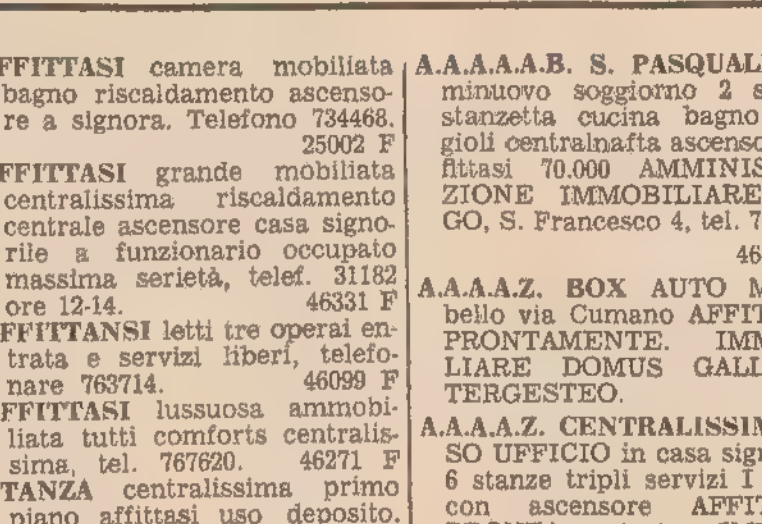 FFITTASI camera mobiliata
bagno riscaldamento ascenso-
re a signora. Telefono 734468.
25002 F
FFITTASI grande mobiliata
centralissima riscaldamento
centrale ascensore casa signo-
rile a funzionario occupato
massima serietà, telef. 31182
ore 12-14. 46331 F
FFITTANSI letti tre operai en-
trata e servizi liberi, telefo-
nare 763714. 46099 F
FFITTASI lussuosa ammobi-
liata tutti comforts centralis-
sima, tel. 767620. 46271 F
TANZA centralissima primo
piano affittasi uso deposito.
A.A.A.A.A.B. S. PASQUAL
minuovo soggiorno 2 s
stanzetta cucina bagno
gioli centralnafta ascenso
fittasi 70.000 AMMINIS
ZIONE IMMOBILIARE
GO, S. Francesco 4, tel. 7
46
A.A.A.A.Z. BOX AUTO M
bello via Cumano AFFIT
PRONTAMENTE. IMM
LIARE DOMUS GALL
TERGESTEO.
A.A.A.A.Z. CENTRALISSIM
SO UFFICIO in casa sign
6 stanze tripli servizi I
con ascensore AFFIT